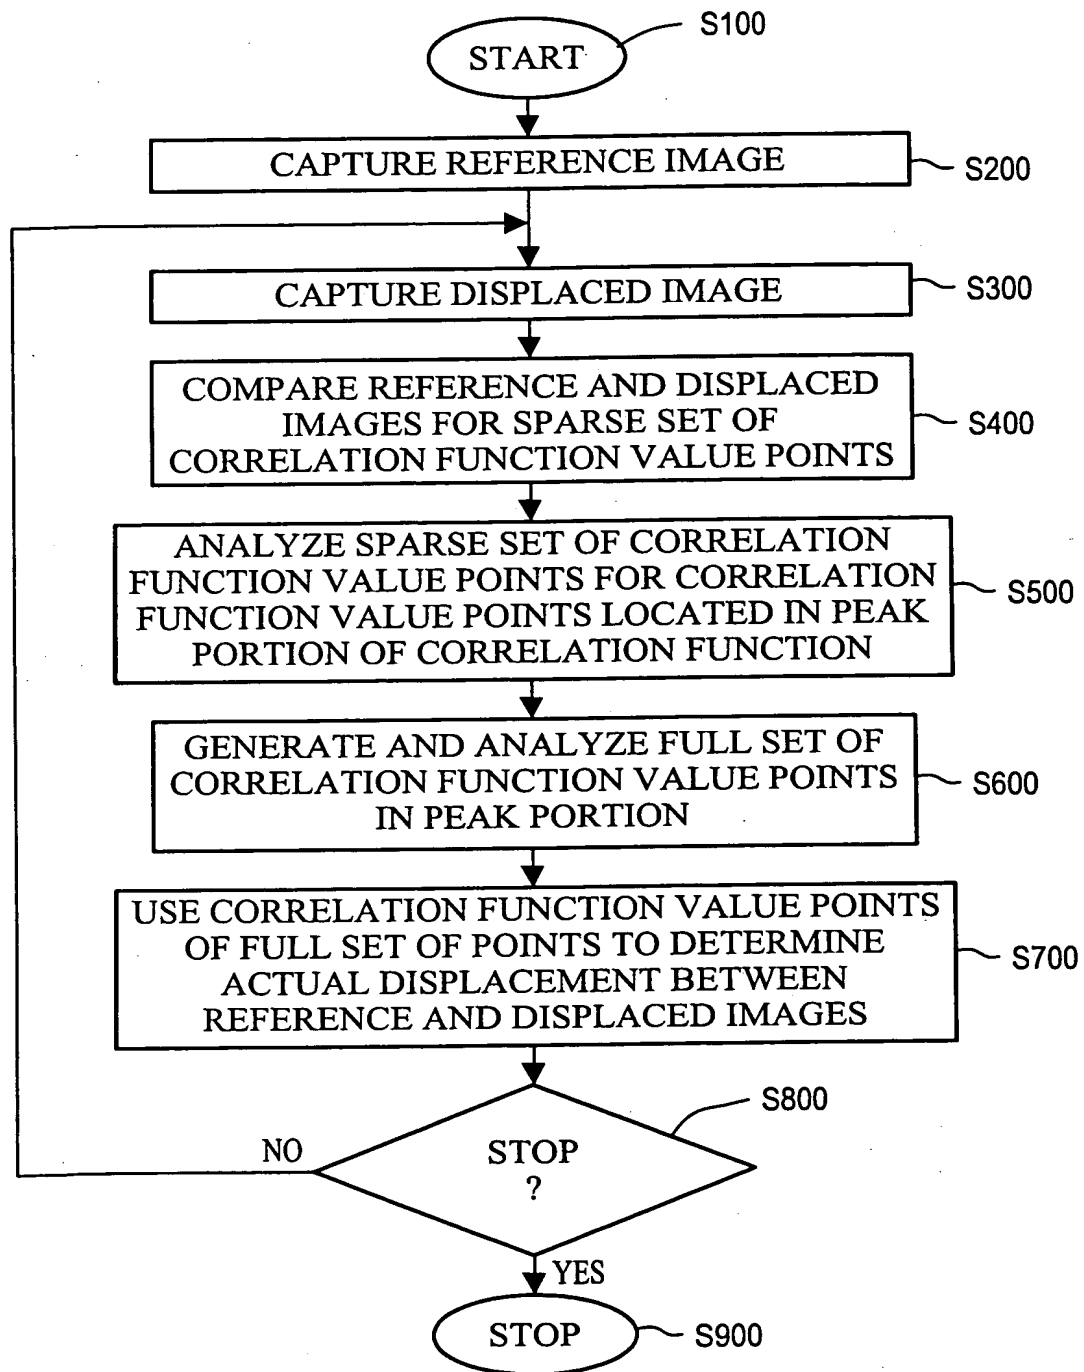 START
S100
CAPTURE REFERENCE IMAGE
S200
CAPTURE DISPLACED IMAGE
S300
COMPARE REFERENCE AND DISPLACED
IMAGES FOR SPARSE SET OF
CORRELATION FUNCTION VALUE POINTS
S400
ANALYZE SPARSE SET OF CORRELATION
FUNCTION VALUE POINTS FOR CORRELATION
FUNCTION VALUE POINTS LOCATED IN PEAK
PORTION OF CORRELATION FUNCTION
S500
GENERATE AND ANALYZE FULL SET OF
CORRELATION FUNCTION VALUE POINTS
IN PEAK PORTION
S600
USE CORRELATION FUNCTION VALUE POINTS
OF FULL SET OF POINTS TO DETERMINE
ACTUAL DISPLACEMENT BETWEEN
REFERENCE AND DISPLACED IMAGES
S700
STOP
?
S800
NO
YES
STOP
S900